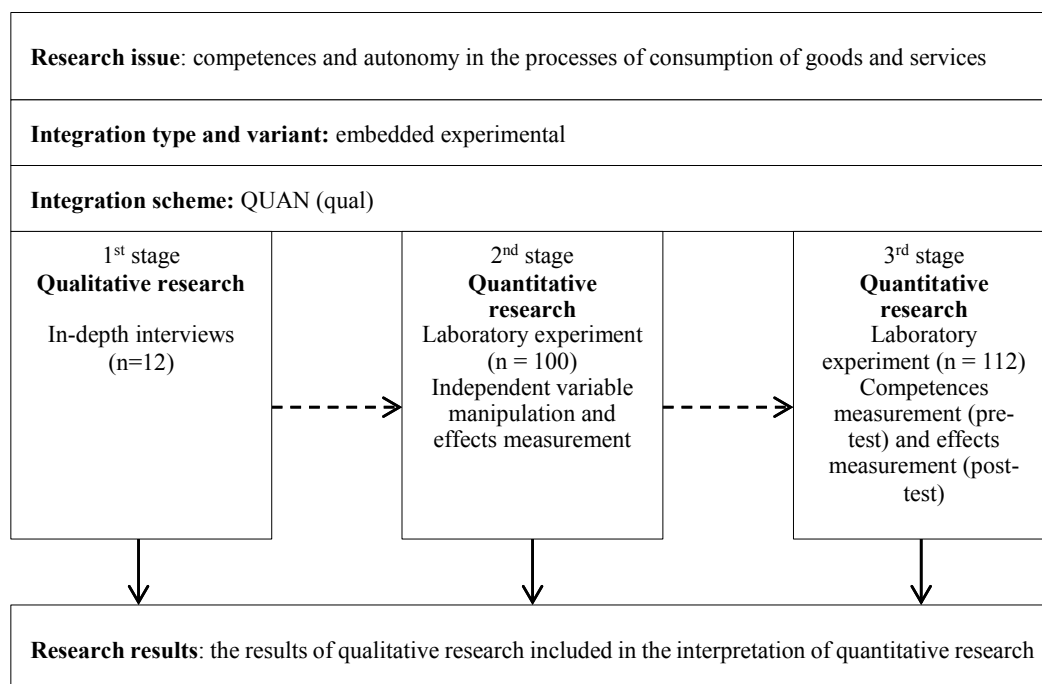 Research issue: competences and autonomy in the processes of consumption of goods and services
Integration type and variant: embedded experimental
Integration scheme: QUAN (qual)
1st stage
Qualitative research
In-depth interviews
(n=12)
2nd stage
Quantitative
research
Laboratory experiment
(n = 100)
Independent variable
manipulation and
effects measurement
3rd stage
Quantitative
research
Laboratory
experiment (n = 112)
Competences
measurement (pre-
test) and effects
measurement (post-
test)
Research results: the results of qualitative research included in the interpretation of quantitative research